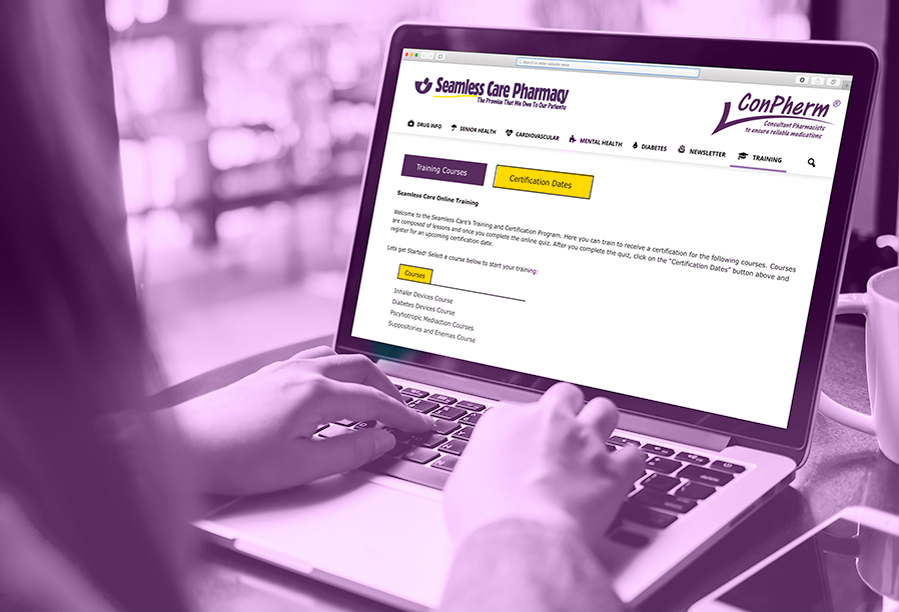 Search or enter website name
Seamless Care Pharmacy
The Promise That We Owe To Our Patients
ConPherm®
Consultant Pharmacists
to ensure reliable medications
DRUG INFO SENIOR HEALTH CARDIOVASCULAR MENTAL HEALTH DIABETES NEWSLETTER TRAINING
Training Courses Certification Dates
Seamless Care Online Training
Welcome to the Seamless Care's Training and Certification Program. Here you can train to receive a certification for the following courses. Courses
are composed of lessons and once you complete the online quiz. After you complete the quiz, click on the "Certification Dates" button above and
register for an upcoming certification date.
Lets get Started! Select a course below to start your training:
Courses
Inhaler Devices Course
Diabetes Devices Course
Pscyhotropic Mediaction Courses
Suppositories and Enemas Course